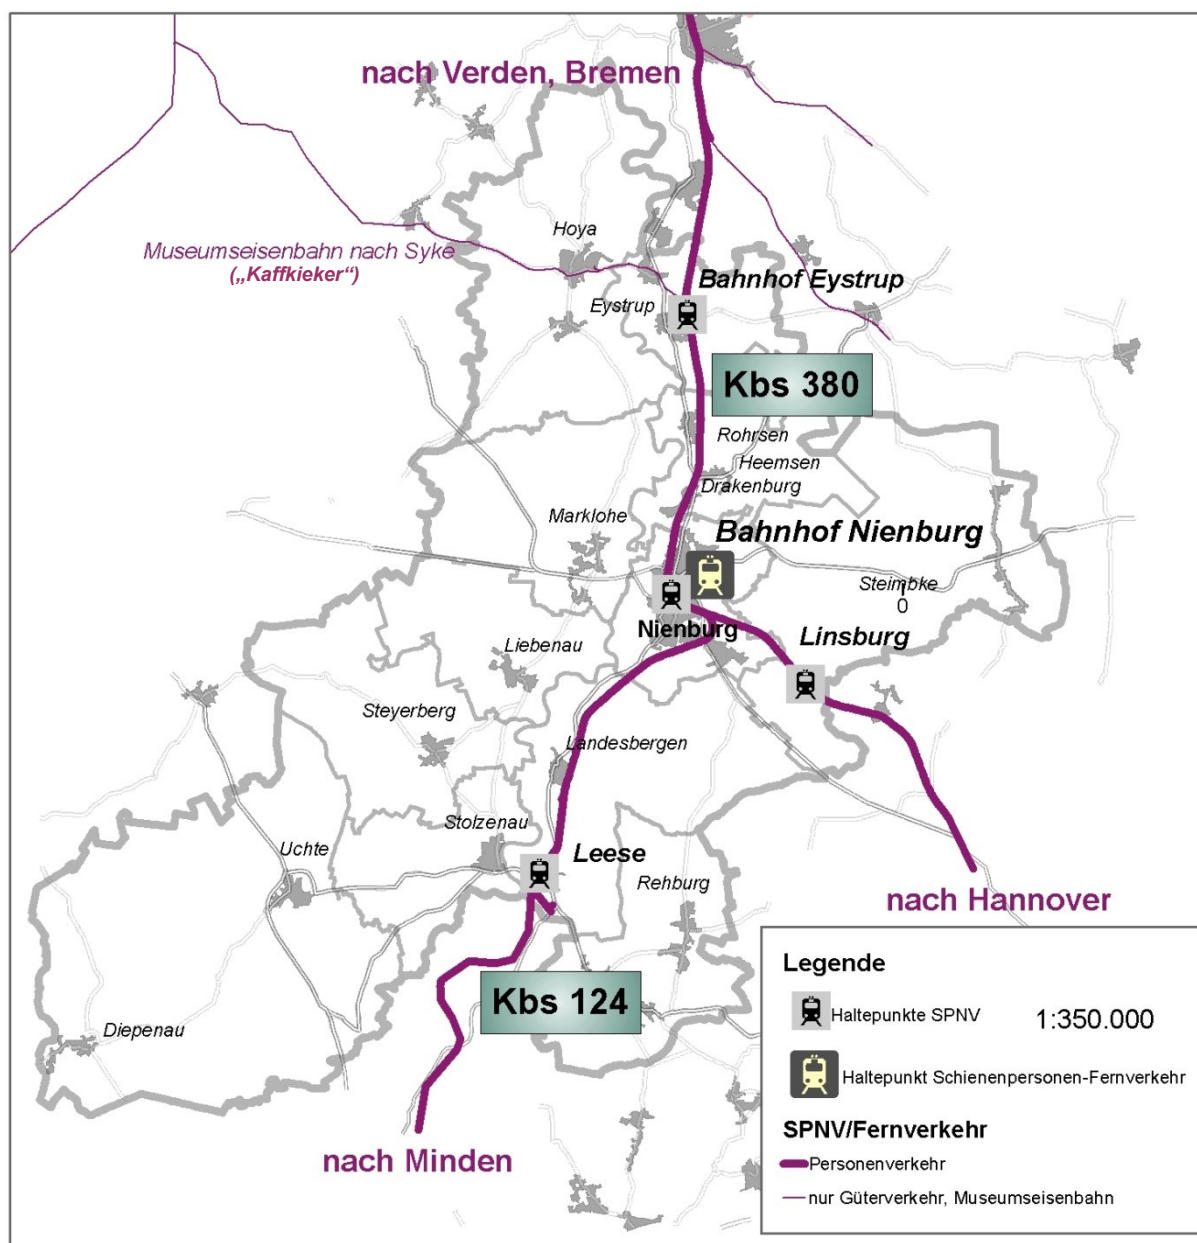 nach Verden, Bremen
Hoya
Museumseisenbahn nach Syke
(„Kaffkieker“)
Bahnhof Eystrup
Eystrup
Kbs 380
Rohrsen
Heemsen
Drakenburg
Marklohe
Bahnhof Nienburg
Steimbke
0
Nienburg
Linsburg
Liebenau
Steyerberg
Landesbergen
Stolzenau
Uchte
Leese
Rehburg
nach Hannover
Kbs 124
Diepenau
nach Minden
Legende
Haltepunkte SPNV 1:350.000
Haltepunkt Schienenpersonen-Fernverkehr
SPNV/Fernverkehr
Personenverkehr
nur Güterverkehr, Museumseisenbahn